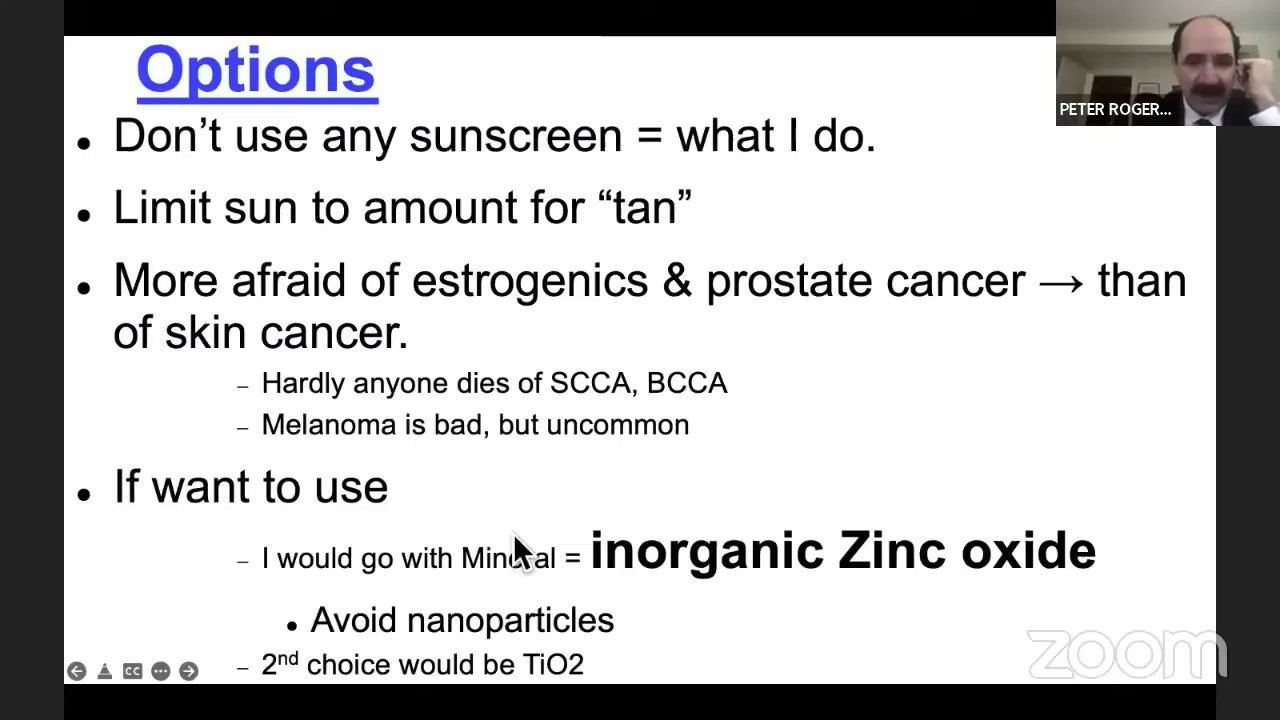 Options
PETER ROGER...
• Don’t use any sunscreen = what I do.
• Limit sun to amount for “tan”
• More afraid of estrogenics & prostate cancer → than
of skin cancer.
– Hardly anyone dies of SCCA, BCCA
– Melanoma is bad, but uncommon
• If want to use
– I would go with Mineral = inorganic Zinc oxide
• Avoid nanoparticles
– 2nd choice would be TiO2
zoom
CC